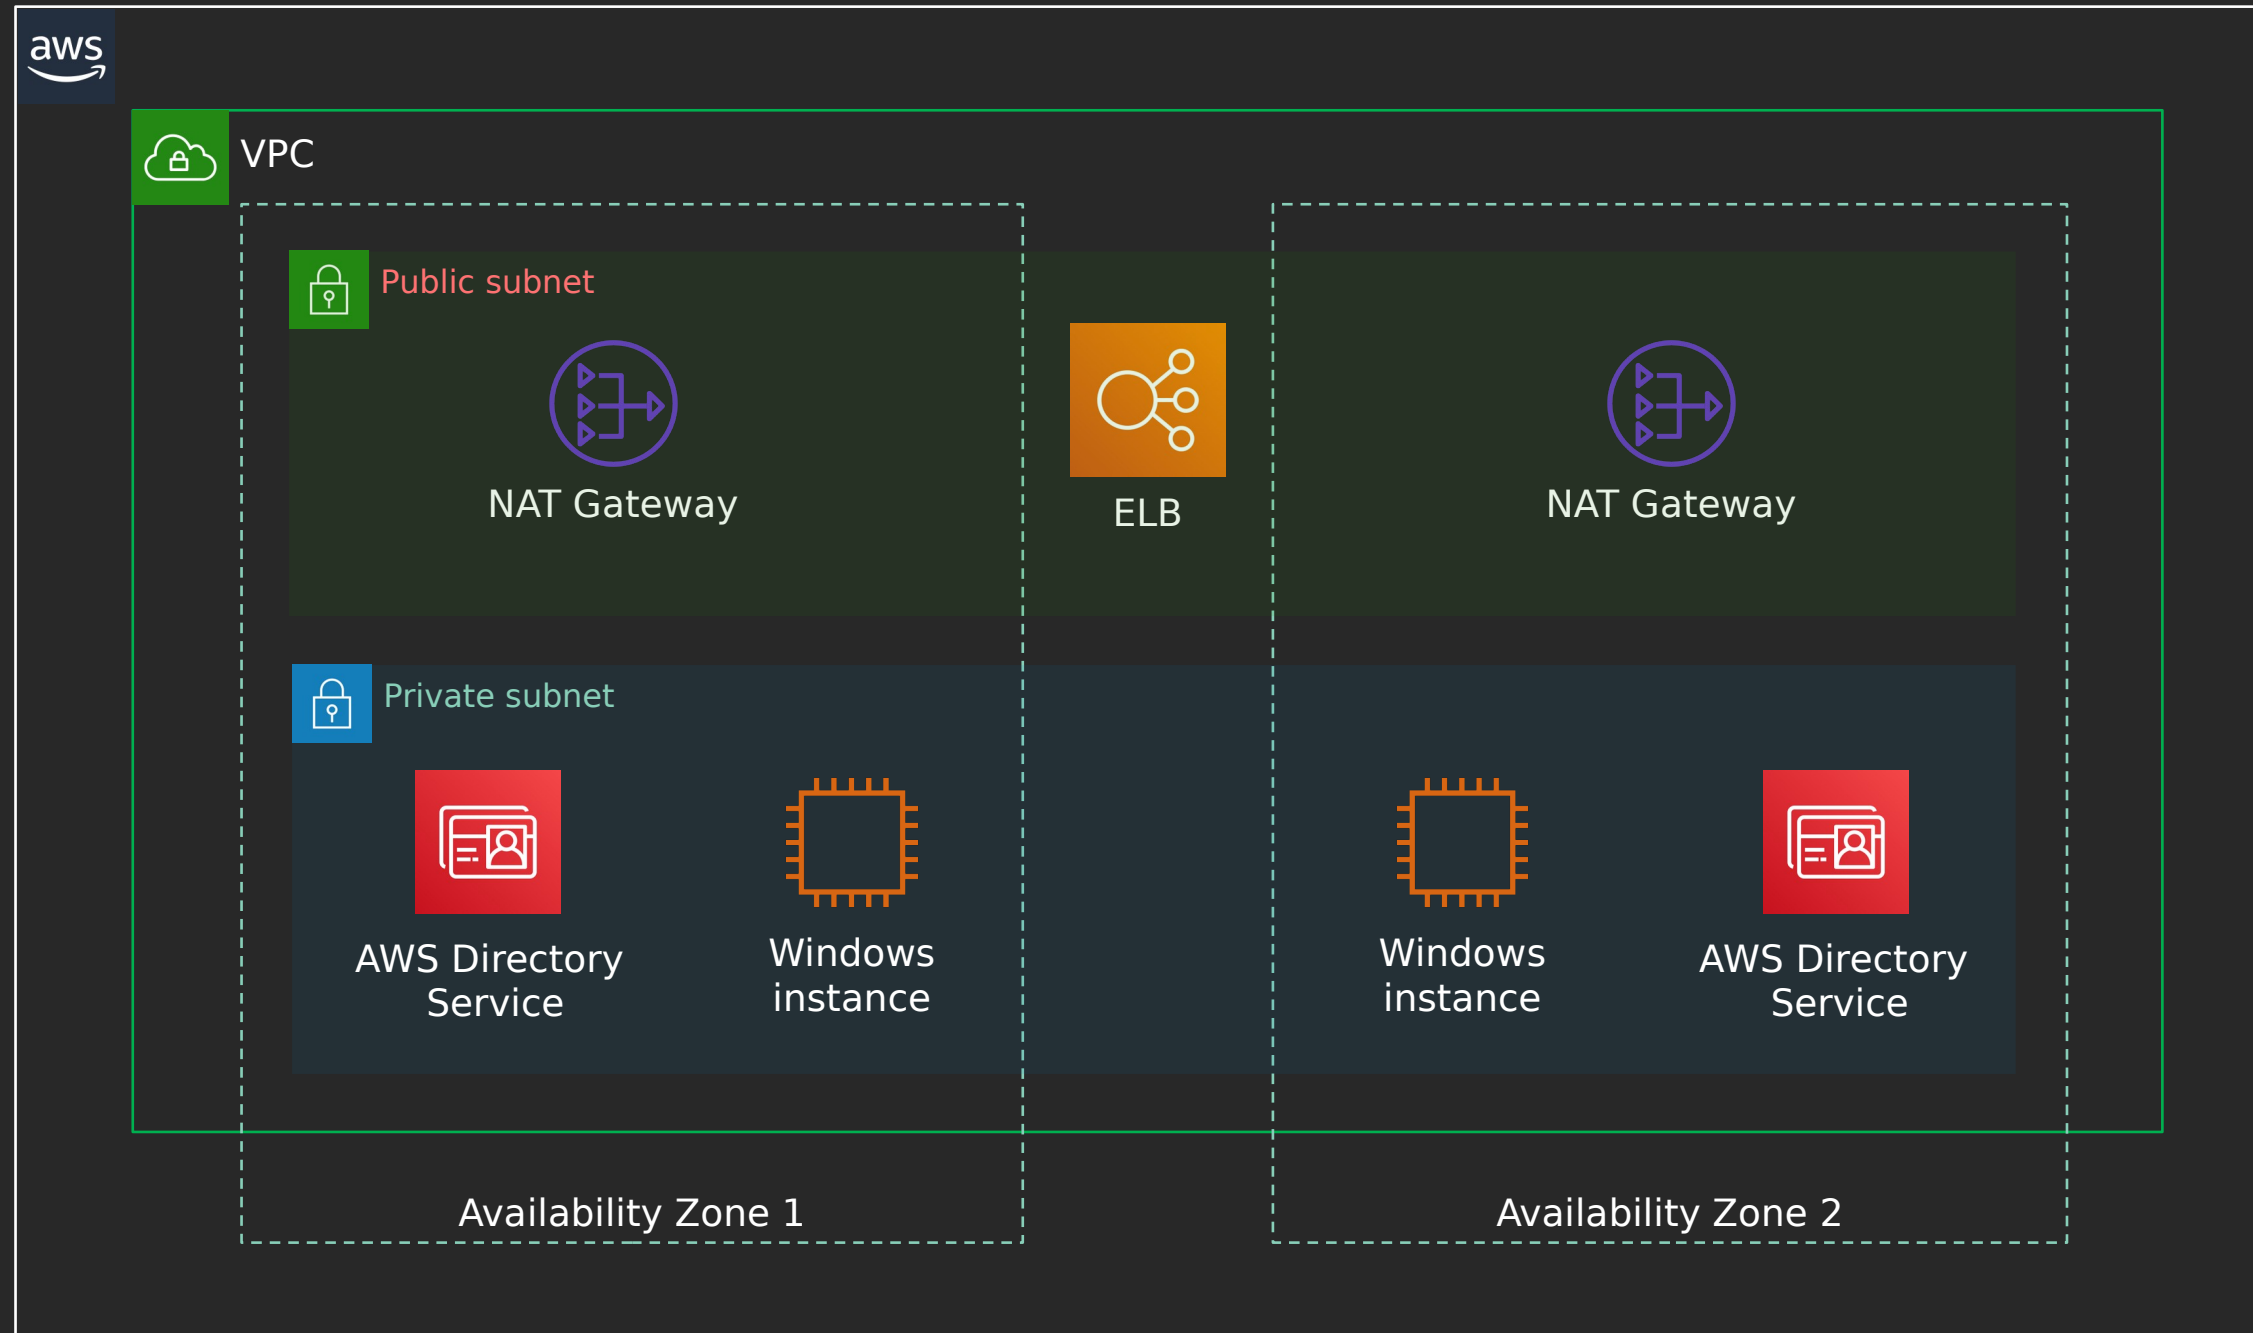 aws
VPC
Public subnet
NAT Gateway
ELB
NAT Gateway
Private subnet
AWS Directory
Service
Windows
instance
Windows
instance
AWS Directory
Service
Availability Zone 1
Availability Zone 2